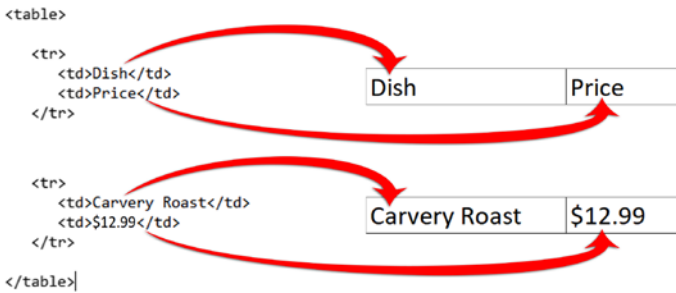 <table>
<tr>
<td>Dish</td>
<td>Price</td>
</tr>
Dish Price
<tr>
<td>Carvery Roast</td>
<td>$12.99</td>
</tr>
Carvery Roast $12.99
</table>